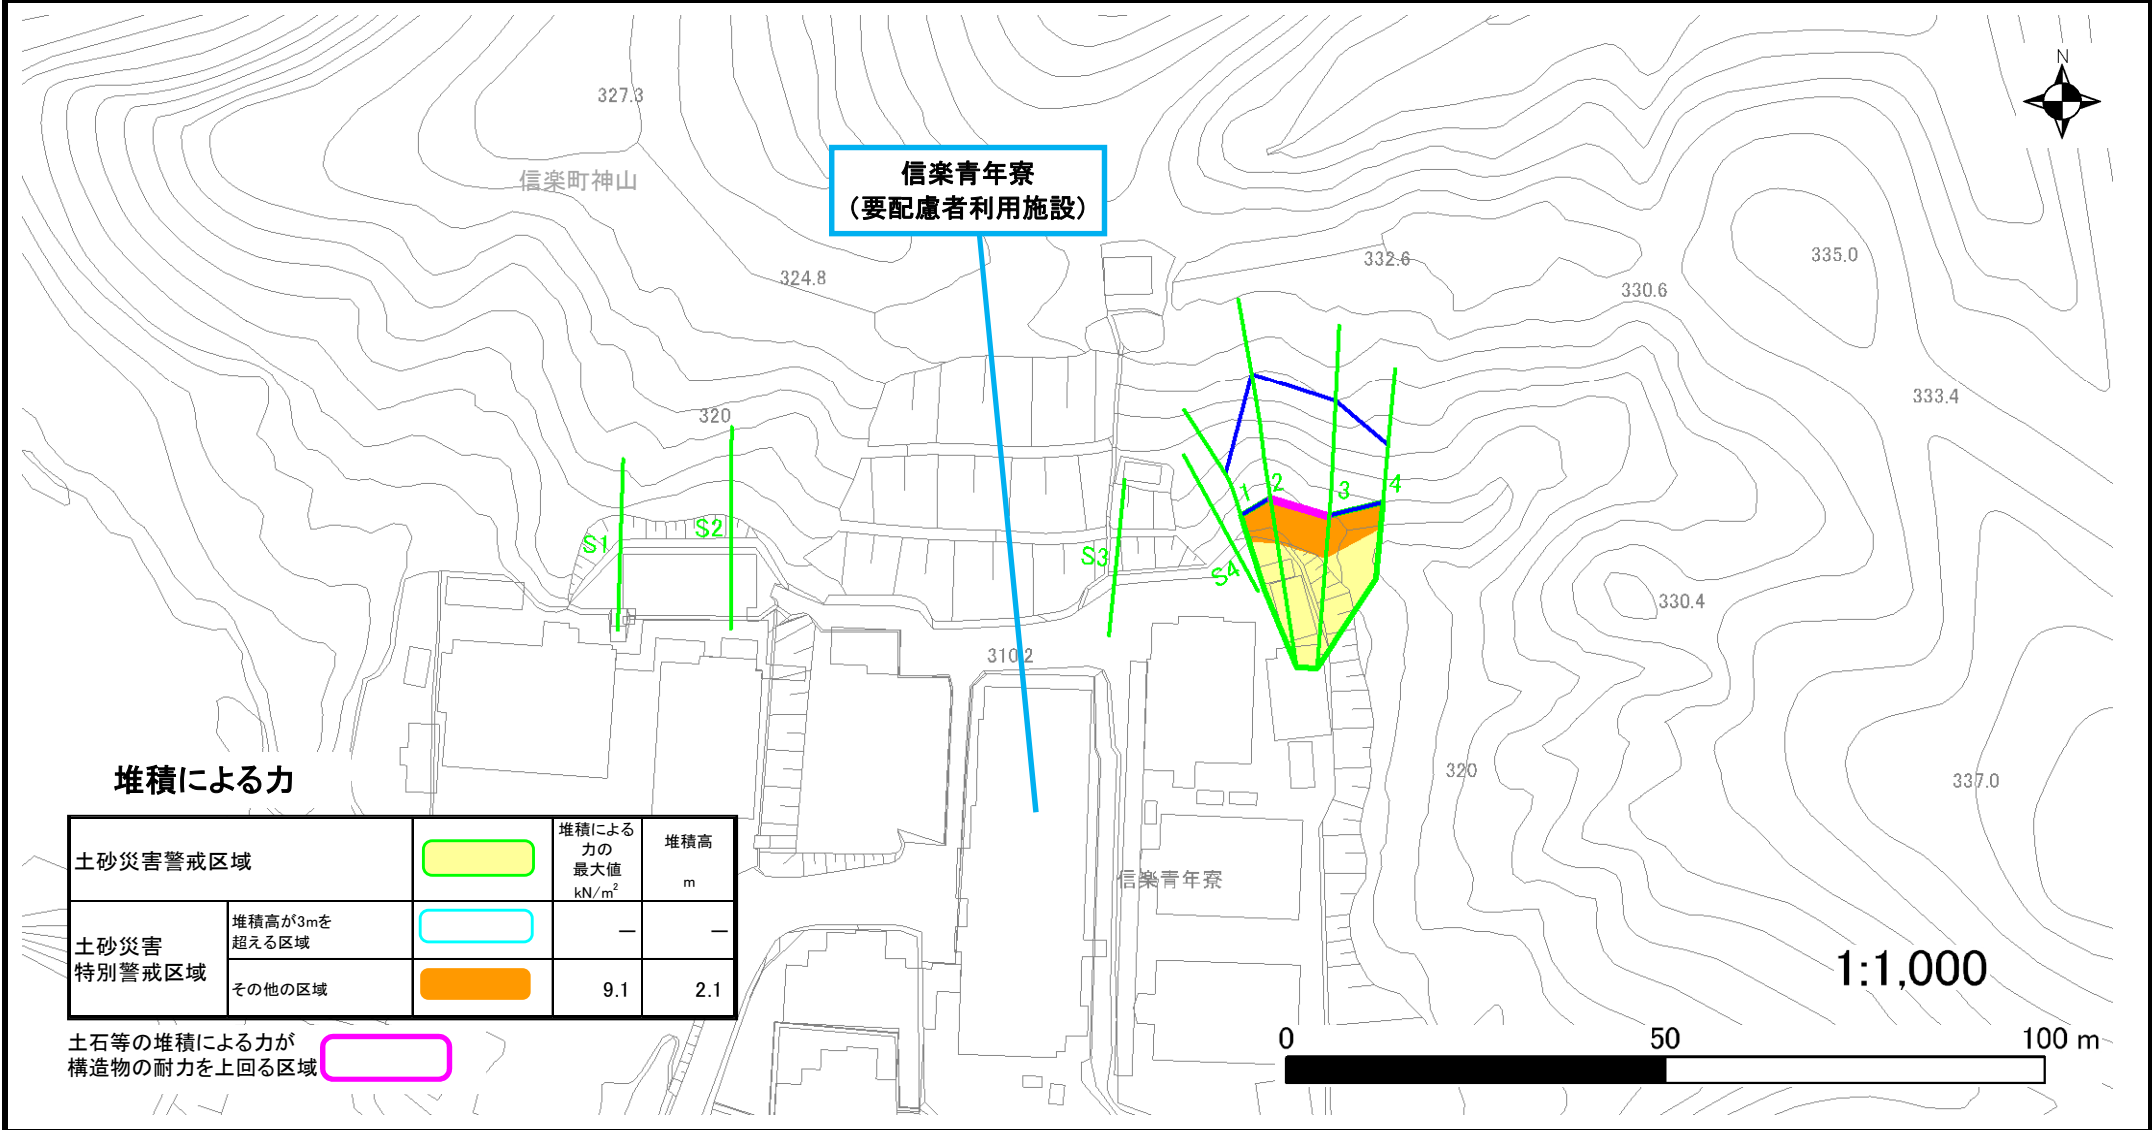 N
327.3
信楽町神山
信楽青年寮
（要配慮者利用施設）
324.8
332.6
335.0
330.6
333.4
320
1
2
3
4
S1
S2
S3
S4
330.4
310.2
320
337.0
信楽青年寮
堆積による力
土砂災害警戒区域
堆積による
力の
最大値
kN/m²
堆積高
m
土砂災害
特別警戒区域
堆積高が3mを
超える区域
－
－
その他の区域
9.1
2.1
土石等の堆積による力が
構造物の耐力を上回る区域
1:1,000
0
50
100 m